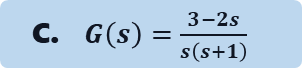 C. G(s) = (3−2s)/(s(s+1))